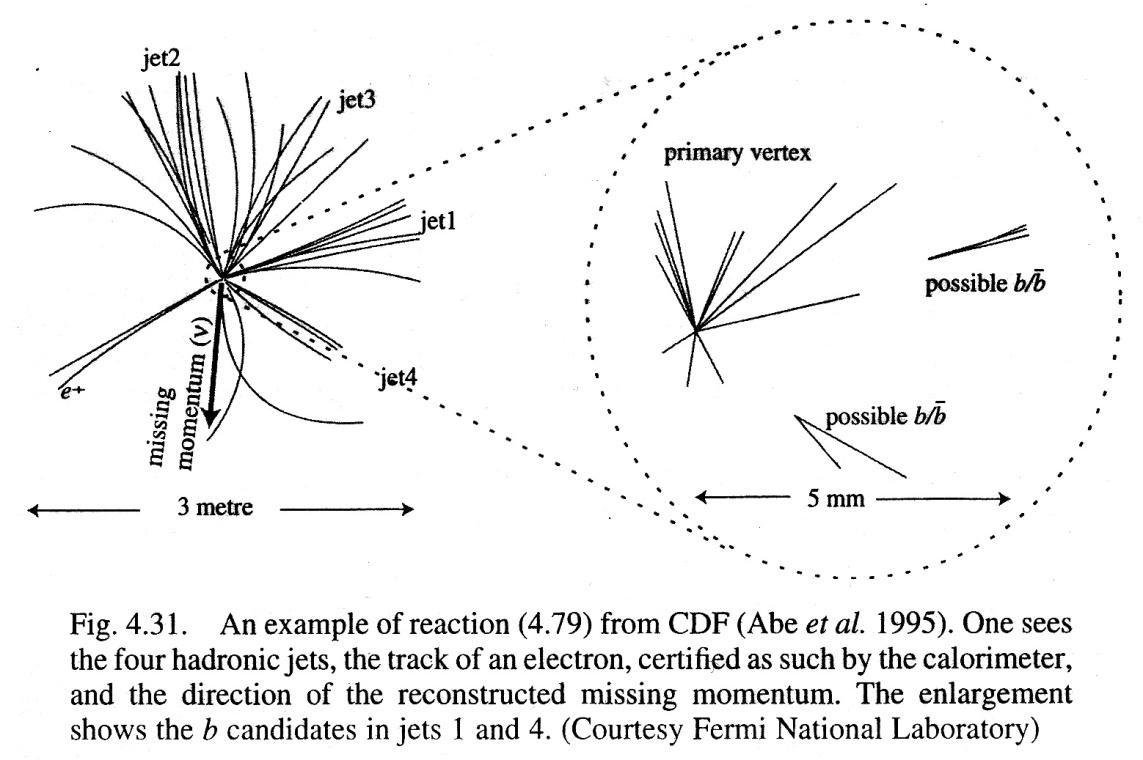 jet2
jet3
primary vertex
jet1
possible b/b̄
missing
momentum (ν)
e+
jet4
possible b/b̄
3 metre
5 mm
Fig. 4.31. An example of reaction (4.79) from CDF (Abe et al. 1995). One sees
the four hadronic jets, the track of an electron, certified as such by the calorimeter,
and the direction of the reconstructed missing momentum. The enlargement
shows the b candidates in jets 1 and 4. (Courtesy Fermi National Laboratory)